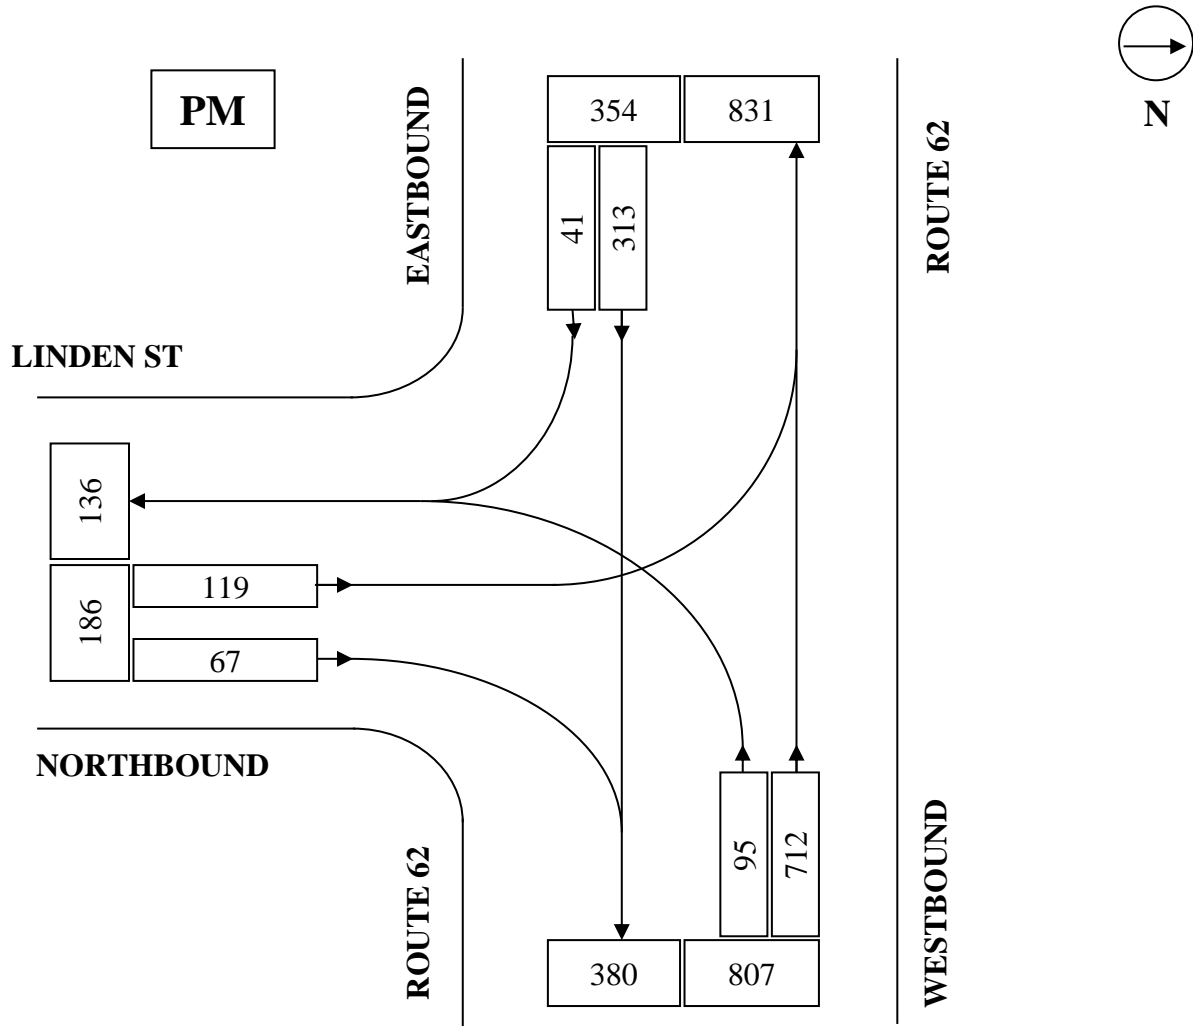 PM
EASTBOUND
354
831
N
ROUTE 62
41
313
LINDEN ST
136
186
119
67
NORTHBOUND
ROUTE 62
95
712
WESTBOUND
380
807